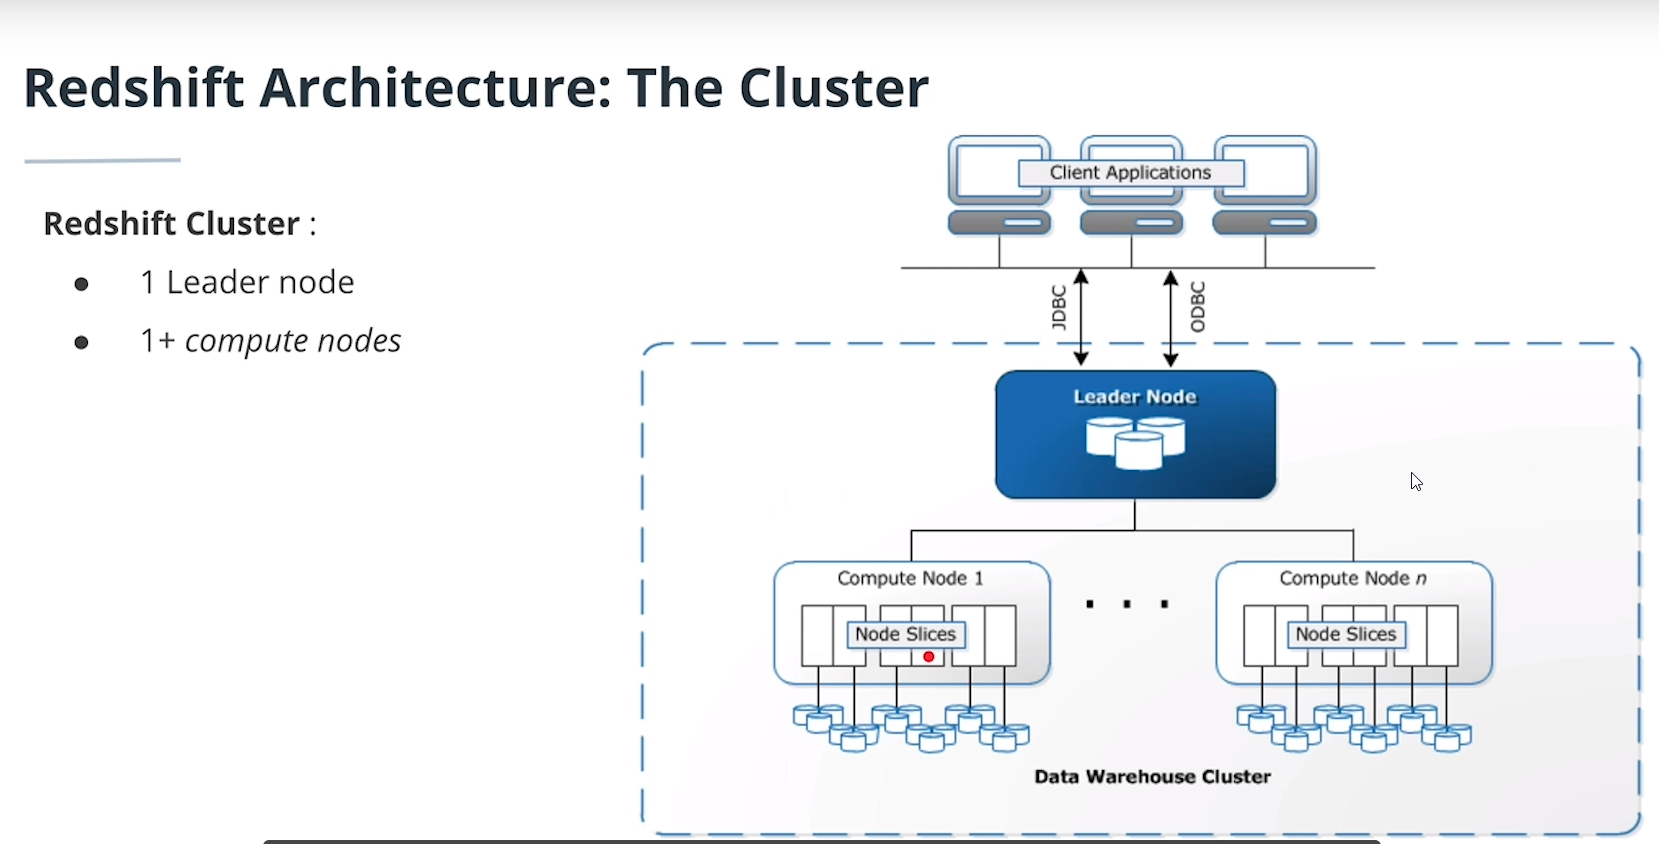 Redshift Architecture: The Cluster
Redshift Cluster :
● 1 Leader node
● 1+ compute nodes
Client Applications
JDBC
ODBC
Leader Node
Compute Node 1
Node Slices
. . .
Compute Node n
Node Slices
Data Warehouse Cluster